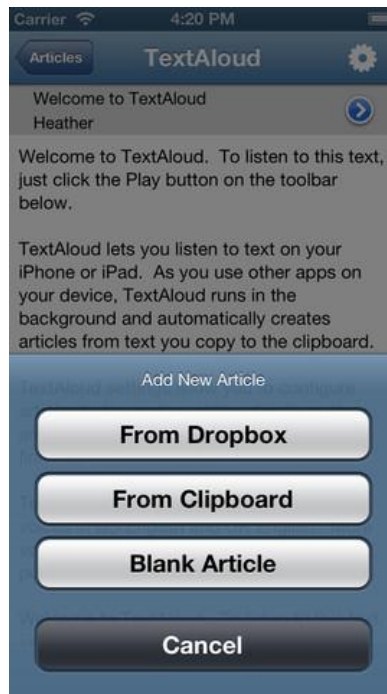 Carrier 4:20 PM
Articles TextAloud
Welcome to TextAloud
Heather
Welcome to TextAloud. To listen to this text,
just click the Play button on the toolbar
below.
TextAloud lets you listen to text on your
iPhone or iPad. As you use other apps on
your device, TextAloud runs in the
background and automatically creates
articles from text you copy to the clipboard.
Add New Article
From Dropbox
From Clipboard
Blank Article
Cancel